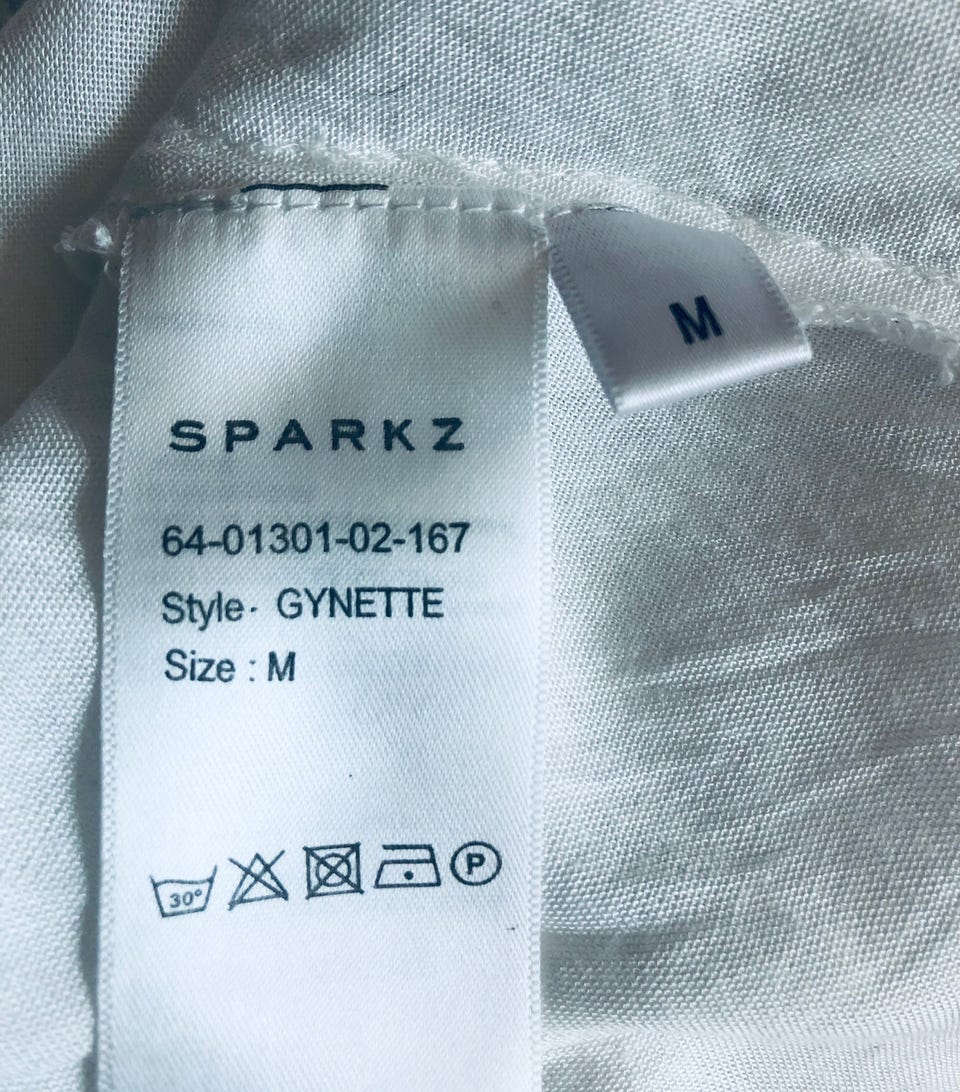 M
SPARKZ
64-01301-02-167
Style· GYNETTE
Size : M
30° P